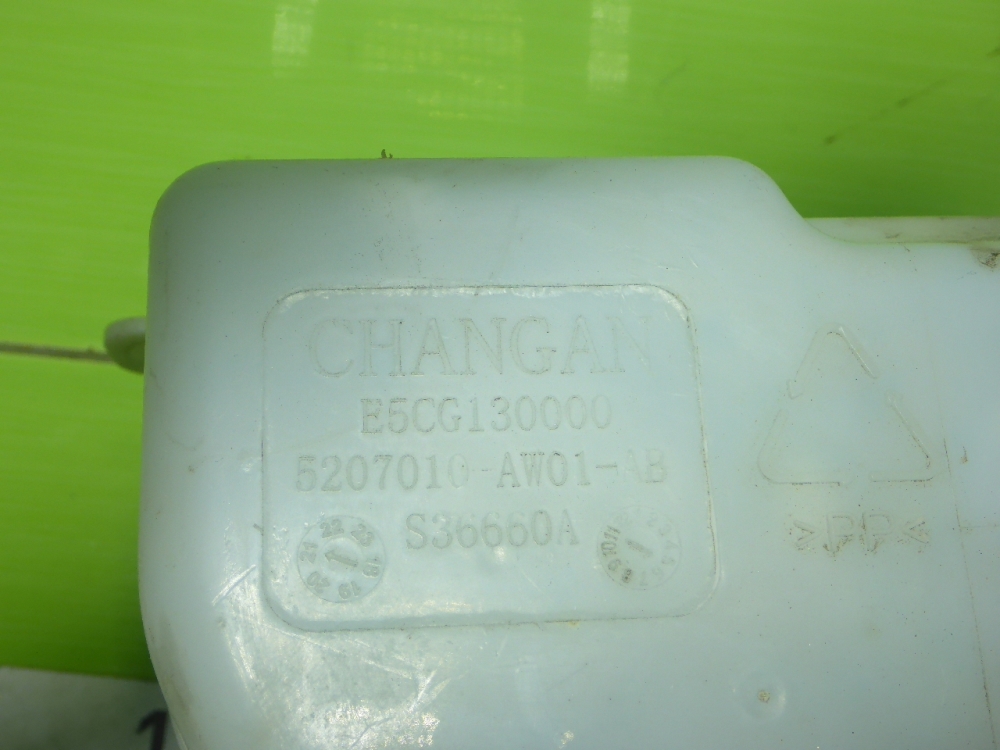 CHANGAN
E5CG130000
5207010-AW01-AB
S36660A
>PP<